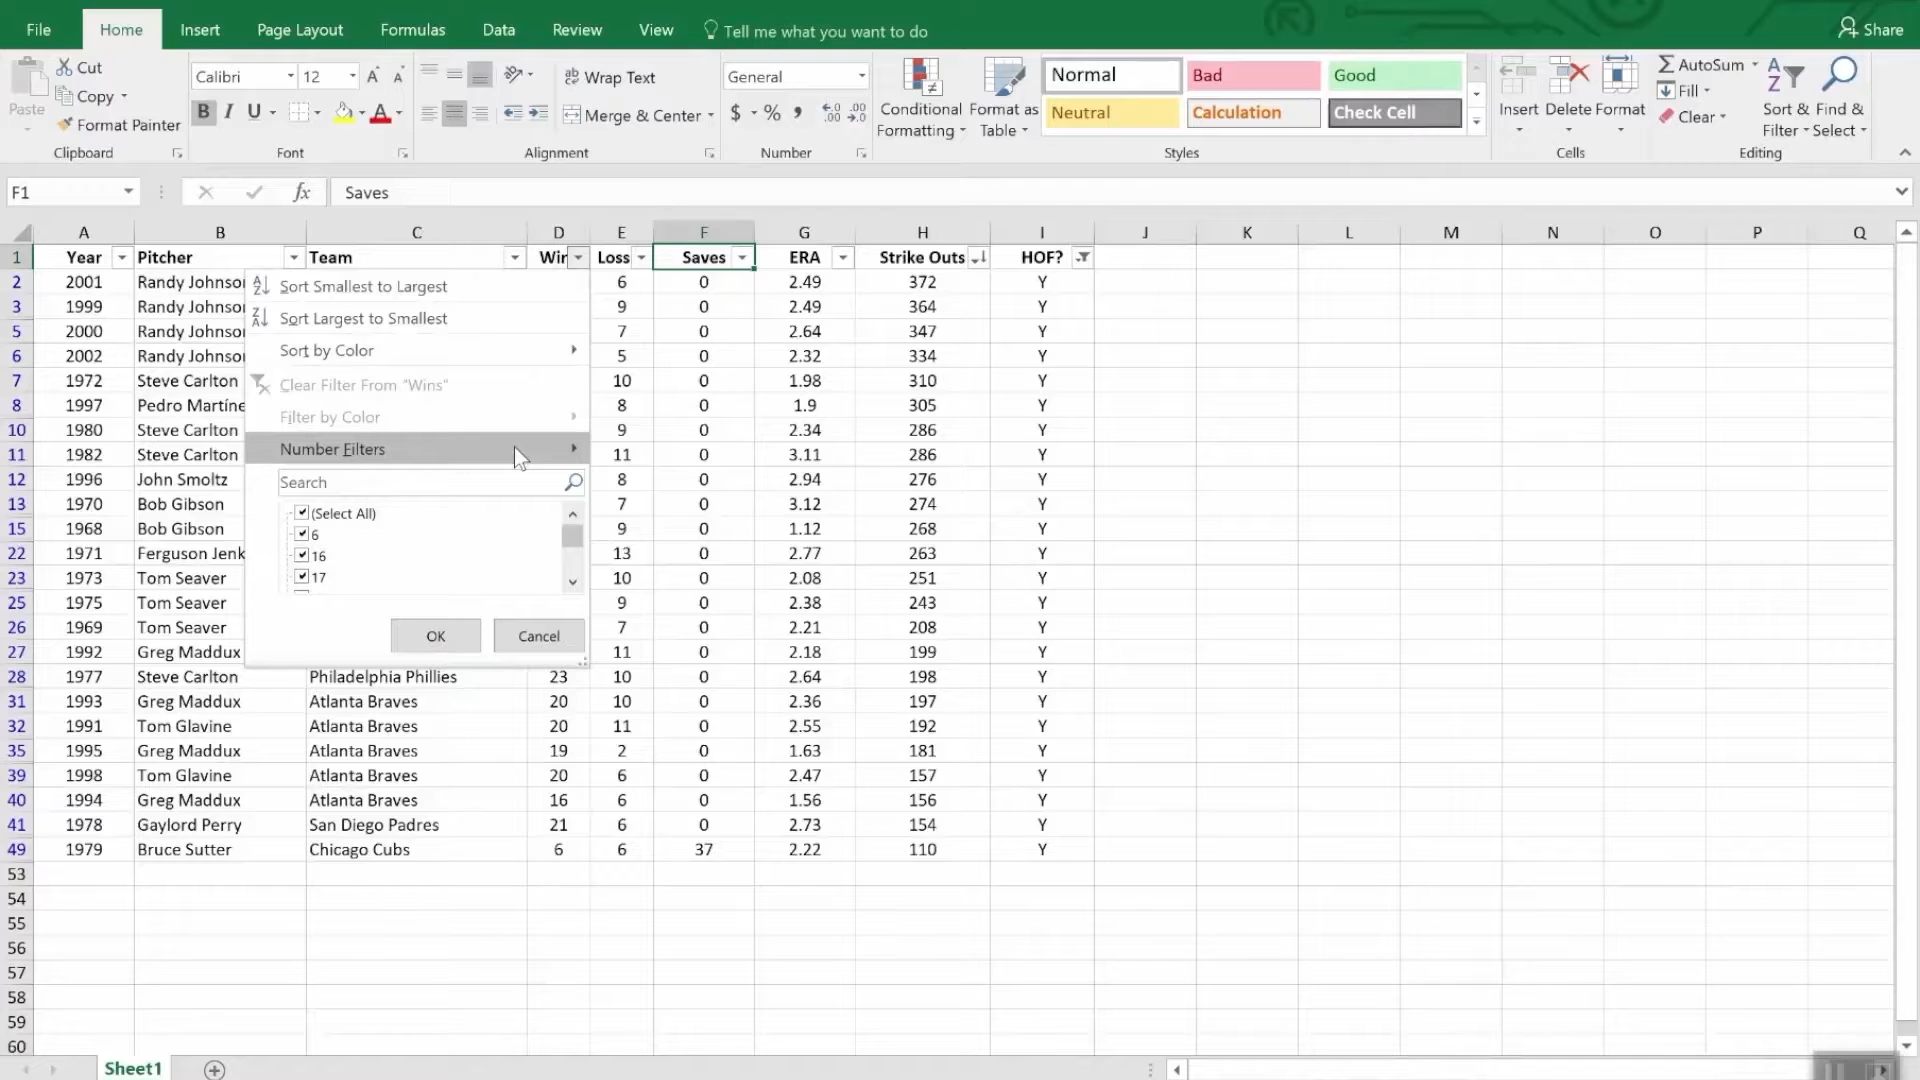 File Home Insert Page Layout Formulas Data Review View Tell me what you want to do Share
Cut
Copy
Format Painter
Paste
Clipboard
Calibri 12
B I U
Font
Wrap Text
Merge & Center
Alignment
General
$ % ,
Number
Conditional Formatting
Format as Table
Normal Bad Good
Neutral Calculation Check Cell
Styles
Insert Delete Format
Cells
AutoSum
Fill
Clear
Sort & Filter
Find & Select
Editing
F1 fx Saves
A B C D E F G H I J K L M N O P Q
1 Year Pitcher Team Win Loss Saves ERA Strike Outs HOF?
2 2001 Randy Johnso 6 0 2.49 372 Y
3 1999 Randy Johnso 9 0 2.49 364 Y
5 2000 Randy Johnso 7 0 2.64 347 Y
6 2002 Randy Johnso 5 0 2.32 334 Y
7 1972 Steve Carlton 10 0 1.98 310 Y
8 1997 Pedro Martíne 8 0 1.9 305 Y
10 1980 Steve Carlton 9 0 2.34 286 Y
11 1982 Steve Carlton 11 0 3.11 286 Y
12 1996 John Smoltz 8 0 2.94 276 Y
13 1970 Bob Gibson 7 0 3.12 274 Y
15 1968 Bob Gibson 9 0 1.12 268 Y
22 1971 Ferguson Jenk 13 0 2.77 263 Y
23 1973 Tom Seaver 10 0 2.08 251 Y
25 1975 Tom Seaver 9 0 2.38 243 Y
26 1969 Tom Seaver 7 0 2.21 208 Y
27 1992 Greg Maddux 11 0 2.18 199 Y
28 1977 Steve Carlton Philadelphia Phillies 23 10 0 2.64 198 Y
31 1993 Greg Maddux Atlanta Braves 20 10 0 2.36 197 Y
32 1991 Tom Glavine Atlanta Braves 20 11 0 2.55 192 Y
35 1995 Greg Maddux Atlanta Braves 19 2 0 1.63 181 Y
39 1998 Tom Glavine Atlanta Braves 20 6 0 2.47 157 Y
40 1994 Greg Maddux Atlanta Braves 16 6 0 1.56 156 Y
41 1978 Gaylord Perry San Diego Padres 21 6 0 2.73 154 Y
49 1979 Bruce Sutter Chicago Cubs 6 6 37 2.22 110 Y
53
54
55
56
57
58
59
60
Sort Smallest to Largest
Sort Largest to Smallest
Sort by Color
Clear Filter From "Wins"
Filter by Color
Number Filters
Search
(Select All)
6
16
17
OK Cancel
Sheet1